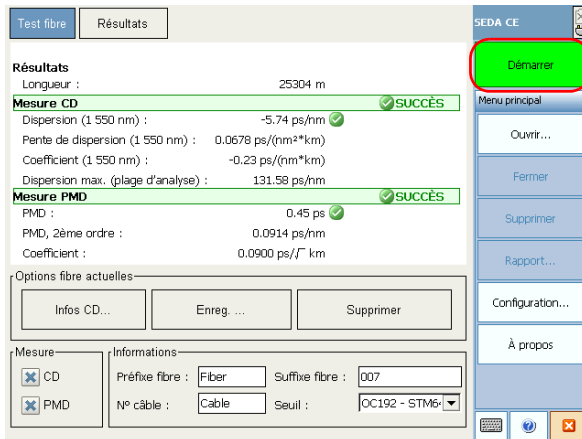 Test fibre Résultats SEDA CE
Démarrer
Résultats
Longueur : 25304 m
Menu principal
Mesure CD SUCCÈS
Dispersion (1 550 nm) : -5.74 ps/nm
Ouvrir...
Pente de dispersion (1 550 nm) : 0.0678 ps/(nm²*km)
Coefficient (1 550 nm) : -0.23 ps/(nm*km)
Fermer
Dispersion max. (plage d'analyse) : 131.58 ps/nm
Mesure PMD SUCCÈS
PMD : 0.45 ps
Supprimer
PMD, 2ème ordre : 0.0914 ps/nm
Coefficient : 0.0900 ps/√ km
Rapport...
Options fibre actuelles
Infos CD... Enreg. ... Supprimer
Configuration...
À propos
Mesure Informations
CD Préfixe fibre : Fiber Suffixe fibre : 007
PMD Nº câble : Cable Seuil : OC192 - STM6